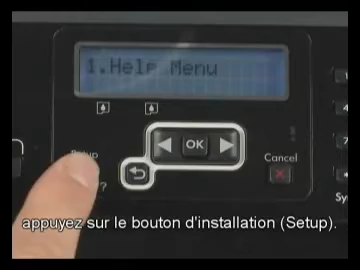 1.Help Menu
OK
Setup
Cancel
?
appuyez sur le bouton d'installation (Setup).